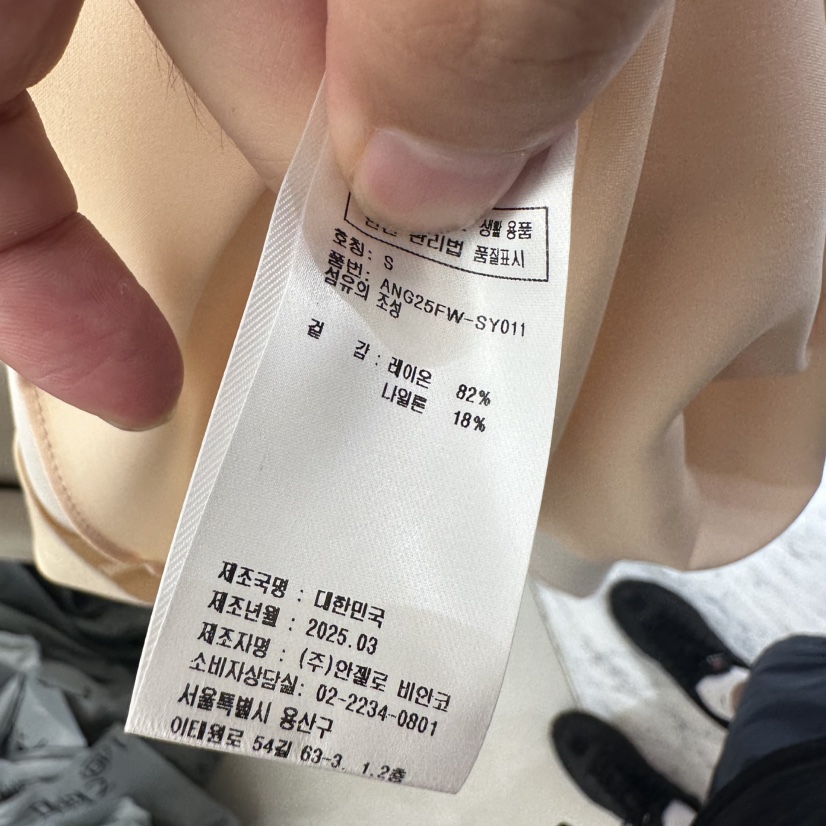 생활 용품
관리법 품질표시
호칭: S
품번: ANG25FW-SY011
섬유의 조성
겉 감 : 레이온 82%
나일론 18%
제조국명 : 대한민국
제조년월 : 2025.03
제조자명 : (주)안젤로 비안코
소비자상담실: 02-2234-0801
서울특별시 용산구
이태원로 54길 63-3, 1.2층